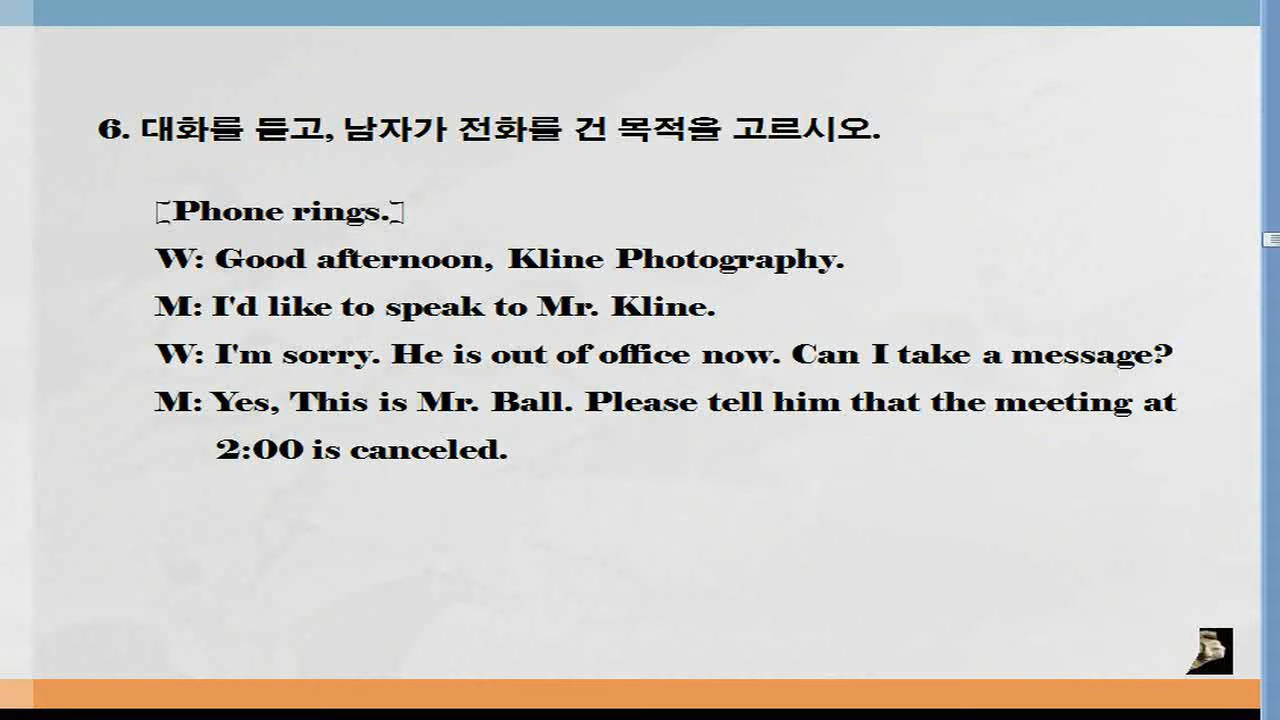 6. 대화를 듣고, 남자가 전화를 건 목적을 고르시오.
[Phone rings.]
W: Good afternoon, Kline Photography.
M: I'd like to speak to Mr. Kline.
W: I'm sorry. He is out of office now. Can I take a message?
M: Yes, This is Mr. Ball. Please tell him that the meeting at
2:00 is canceled.